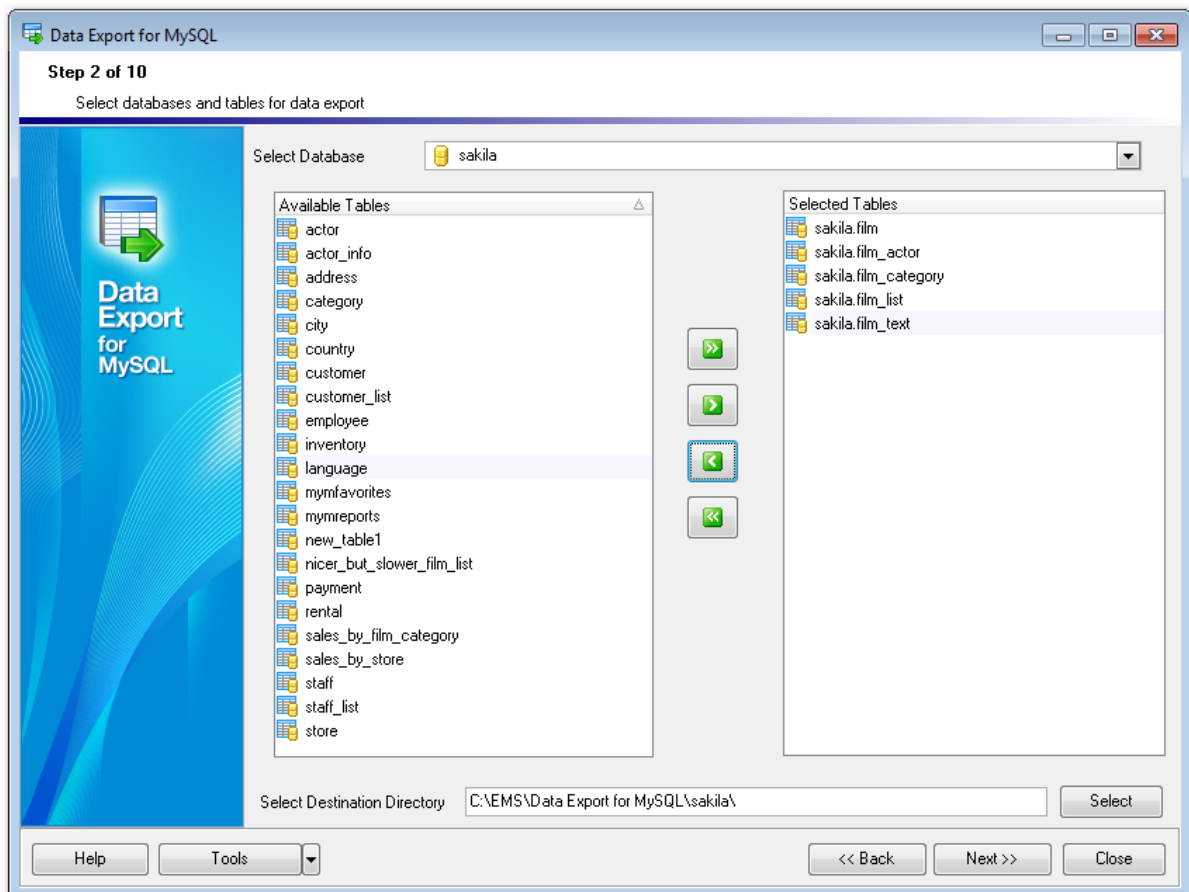 Data Export for MySQL
Step 2 of 10
Select databases and tables for data export
Data
Export
for
MySQL
Select Database
sakila
Available Tables
actor
actor_info
address
category
city
country
customer
customer_list
employee
inventory
language
mymfavorites
mymreports
new_table1
nicer_but_slower_film_list
payment
rental
sales_by_film_category
sales_by_store
staff
staff_list
store
Selected Tables
sakila.film
sakila.film_actor
sakila.film_category
sakila.film_list
sakila.film_text
Select Destination Directory C:\EMS\Data Export for MySQL\sakila\ Select
Help Tools << Back Next >> Close